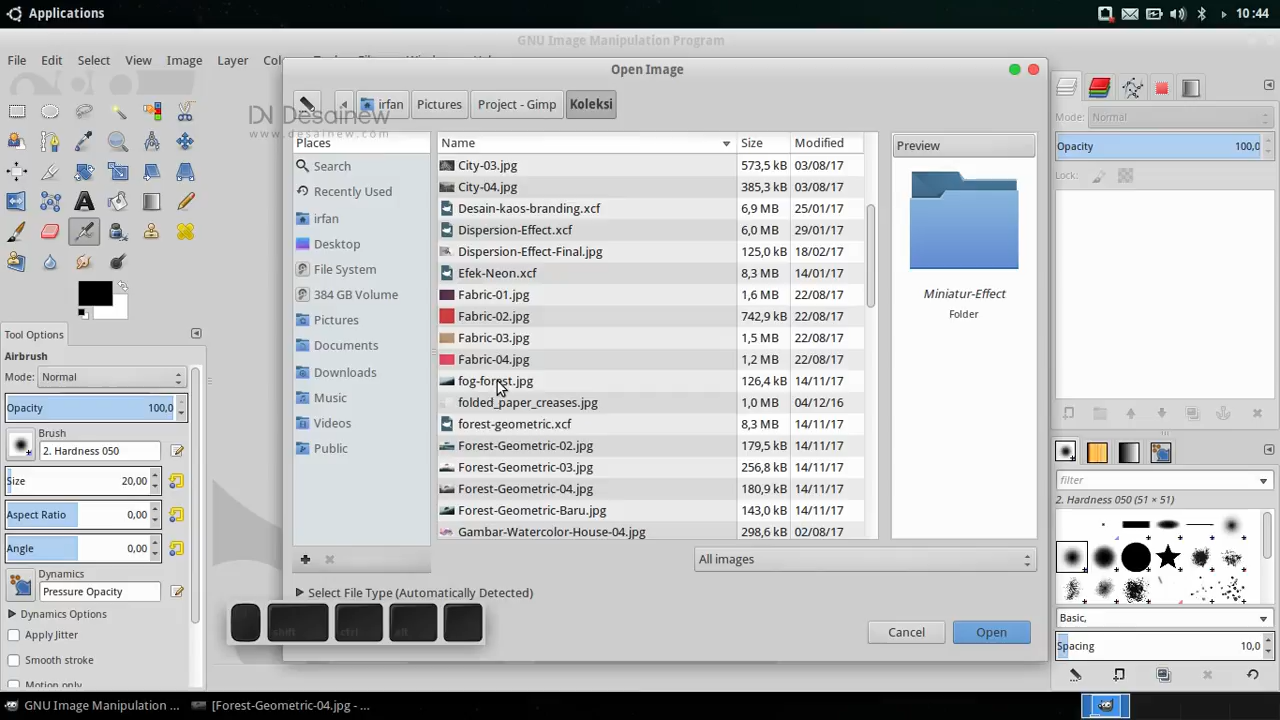 Applications
10:44
GNU Image Manipulation Program
File Edit Select View Image Layer
Open Image
irfan Pictures Project - Gimp Koleksi
DN Desainew
www.desainew.com
Places
Search
Recently Used
irfan
Desktop
File System
384 GB Volume
Pictures
Documents
Downloads
Music
Videos
Public
Name Size Modified
City-03.jpg 573,5 kB 03/08/17
City-04.jpg 385,3 kB 03/08/17
Desain-kaos-branding.xcf 6,9 MB 25/01/17
Dispersion-Effect.xcf 6,0 MB 29/01/17
Dispersion-Effect-Final.jpg 125,0 kB 18/02/17
Efek-Neon.xcf 8,3 MB 14/01/17
Fabric-01.jpg 1,6 MB 22/08/17
Fabric-02.jpg 742,9 kB 22/08/17
Fabric-03.jpg 1,5 MB 22/08/17
Fabric-04.jpg 1,2 MB 22/08/17
fog-forest.jpg 126,4 kB 14/11/17
folded_paper_creases.jpg 1,0 MB 04/12/16
forest-geometric.xcf 8,3 MB 14/11/17
Forest-Geometric-02.jpg 179,5 kB 14/11/17
Forest-Geometric-03.jpg 256,8 kB 14/11/17
Forest-Geometric-04.jpg 180,9 kB 14/11/17
Forest-Geometric-Baru.jpg 143,0 kB 14/11/17
Gambar-Watercolor-House-04.jpg 298,6 kB 02/08/17
Preview
Miniatur-Effect
Folder
All images
Select File Type (Automatically Detected)
shift ctrl alt
Cancel Open
Tool Options
Airbrush
Mode: Normal
Opacity 100,0
Brush
2. Hardness 050
Size 20,00
Aspect Ratio 0,00
Angle 0,00
Dynamics
Pressure Opacity
Dynamics Options
Apply Jitter
Smooth stroke
Motion only
Mode: Normal
Opacity 100,0
Lock:
filter
2. Hardness 050 (51 × 51)
Basic,
Spacing 10,0
GNU Image Manipulation ...
[Forest-Geometric-04.jpg - ...